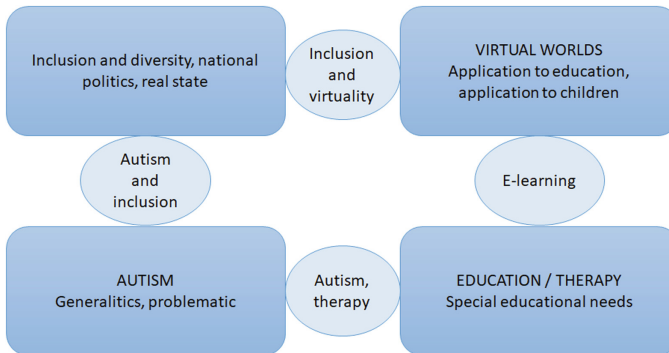 Inclusion and diversity, national
politics, real state
Inclusion
and
virtuality
VIRTUAL WORLDS
Application to education,
application to children
Autism
and
inclusion
E-learning
AUTISM
Generalitics, problematic
Autism,
therapy
EDUCATION / THERAPY
Special educational needs